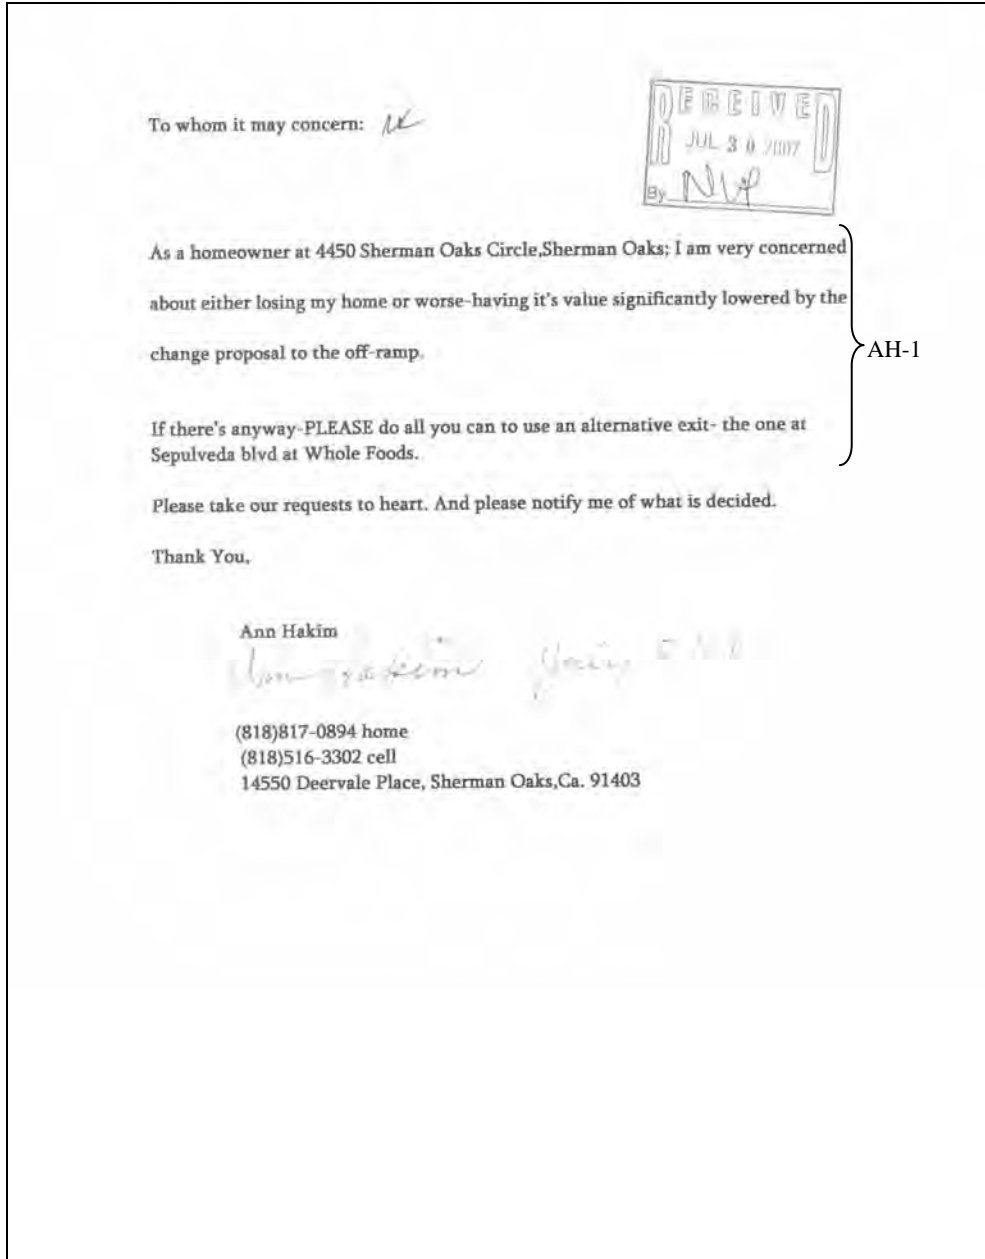 To whom it may concern:
RECEIVED
JUL 30 2007
By
As a homeowner at 4450 Sherman Oaks Circle,Sherman Oaks; I am very concerned
about either losing my home or worse-having it's value significantly lowered by the
change proposal to the off-ramp.
AH-1
If there's anyway-PLEASE do all you can to use an alternative exit- the one at
Sepulveda blvd at Whole Foods.
Please take our requests to heart. And please notify me of what is decided.
Thank You,
Ann Hakim
(818)817-0894 home
(818)516-3302 cell
14550 Deervale Place, Sherman Oaks,Ca. 91403